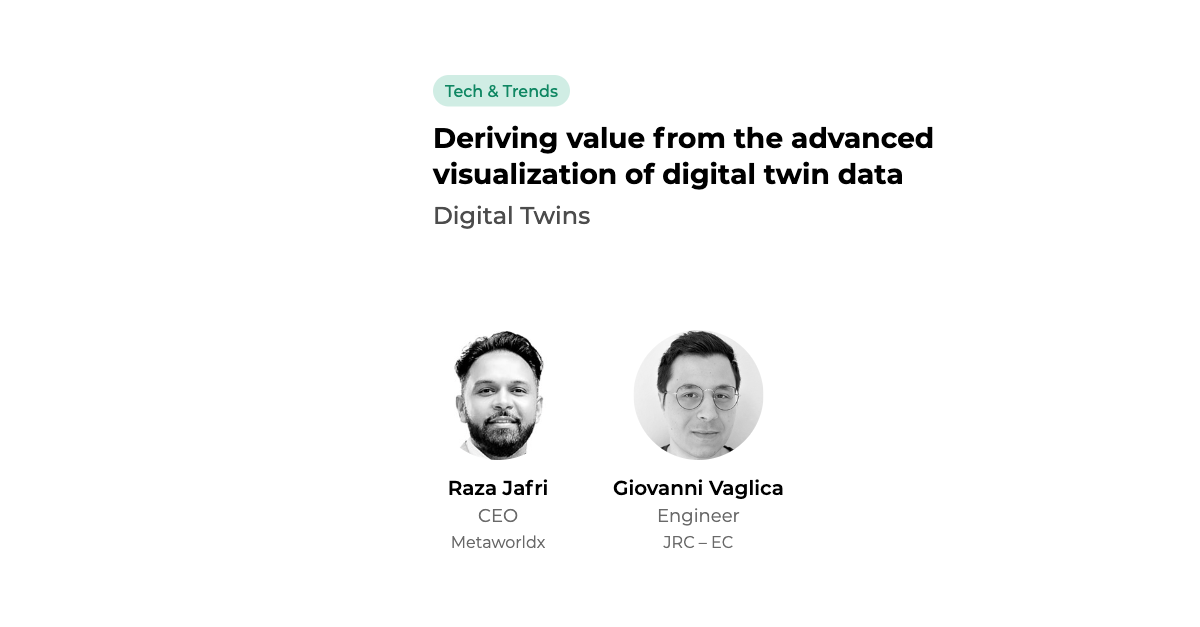 Tech & Trends
Deriving value from the advanced
visualization of digital twin data
Digital Twins
Raza Jafri
Giovanni Vaglica
CEO
Engineer
Metaworldx
JRC – EC